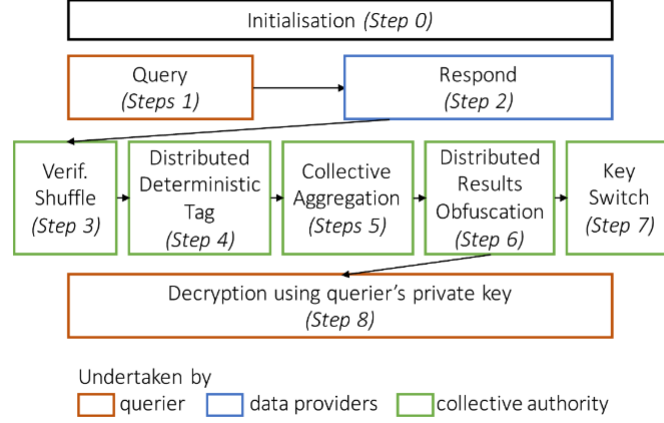 Initialisation (Step 0)
Query
(Steps 1)
Respond
(Step 2)
Verif.
Shuffle
(Step 3)
Distributed
Deterministic
Tag
(Step 4)
Collective
Aggregation
(Steps 5)
Distributed
Results
Obfuscation
(Step 6)
Key
Switch
(Step 7)
Decryption using querier's private key
(Step 8)
Undertaken by
querier
data providers
collective authority